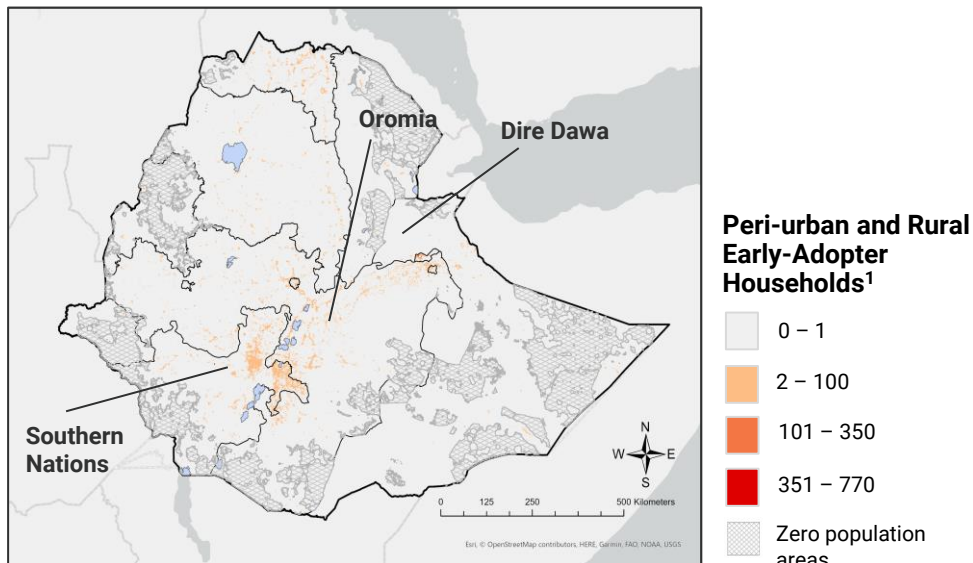 Oromia
Dire Dawa
Southern
Nations
N
W
E
S
0
125
250
500 Kilometers
Esri, © OpenStreetMap contributors, HERE, Garmin, FAO, NOAA, USGS
Peri-urban and Rural
Early-Adopter
Households¹
0 – 1
2 – 100
101 – 350
351 – 770
Zero population
areas